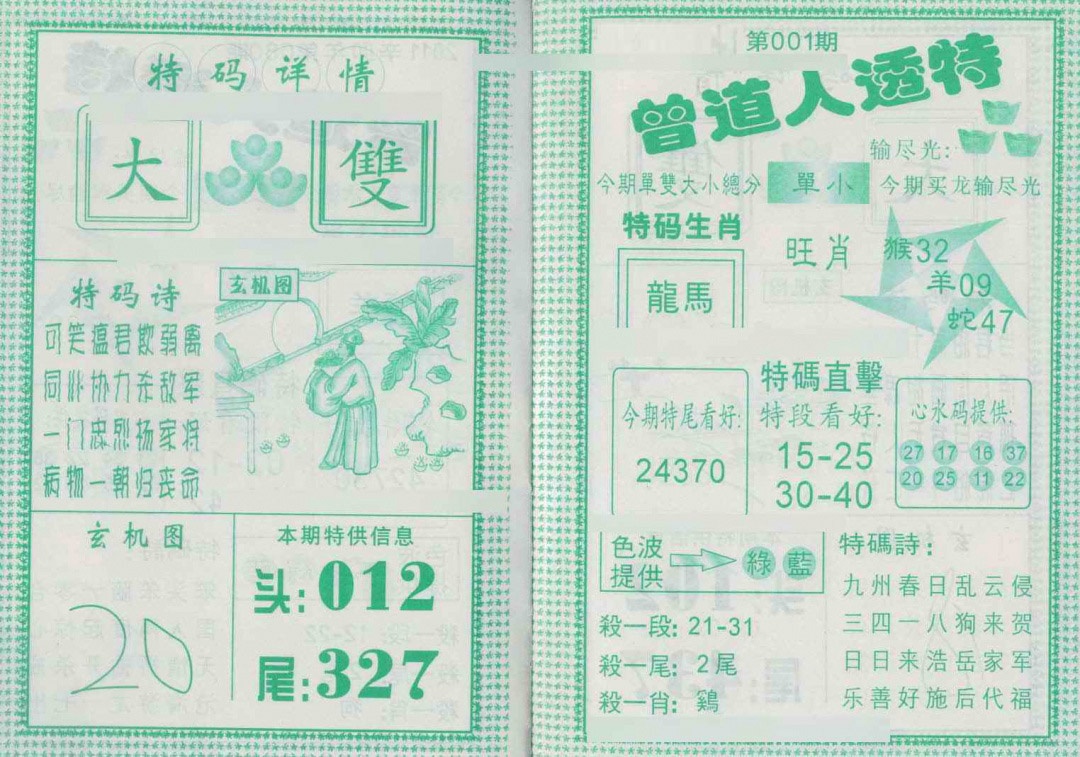 特码详情
大
雙
特码诗
可笑瘟君欺弱禽
同心协力杀敌军
一门忠烈扬家将
病物一朝归丧命
玄机图
玄机图
20
本期特供信息
头:012
尾:327
第001期
曾道人透特
输尽光:
今期單雙大小總分
單小
今期买龙输尽光
特码生肖
龍馬
旺肖
猴32
羊09
蛇47
今期特尾看好:
24370
特碼直擊
特段看好:
15-25
30-40
心水码提供:
27 17 16 37
20 25 11 22
色波
提供
綠 藍
殺一段: 21-31
殺一尾: 2尾
殺一肖: 鷄
特碼詩:
九州春日乱云侵
三四一八狗来贺
日日来浩岳家军
乐善好施后代福